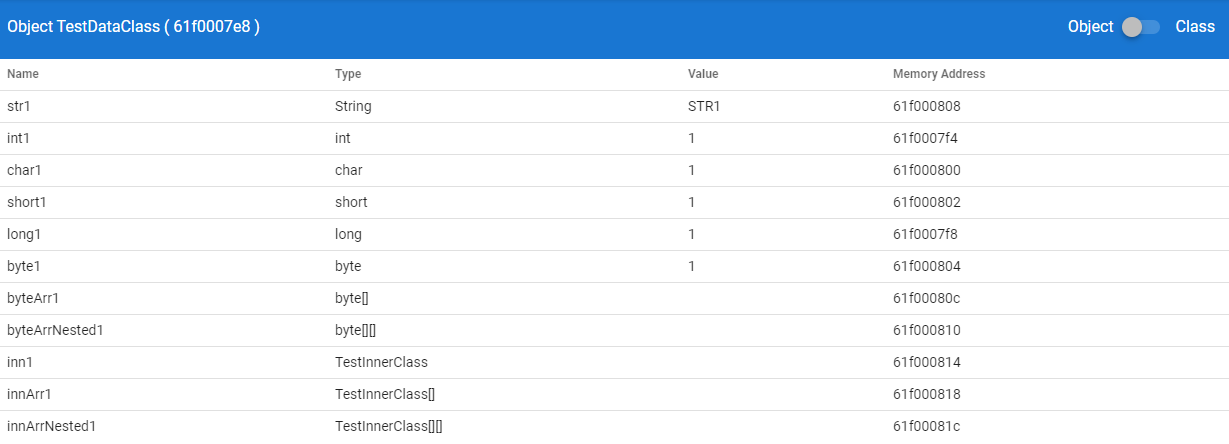 Object TestDataClass ( 61f0007e8 ) Object Class
Name Type Value Memory Address
str1 String STR1 61f000808
int1 int 1 61f0007f4
char1 char 1 61f000800
short1 short 1 61f000802
long1 long 1 61f0007f8
byte1 byte 1 61f000804
byteArr1 byte[] 61f00080c
byteArrNested1 byte[][] 61f000810
inn1 TestInnerClass 61f000814
innArr1 TestInnerClass[] 61f000818
innArrNested1 TestInnerClass[][] 61f00081c